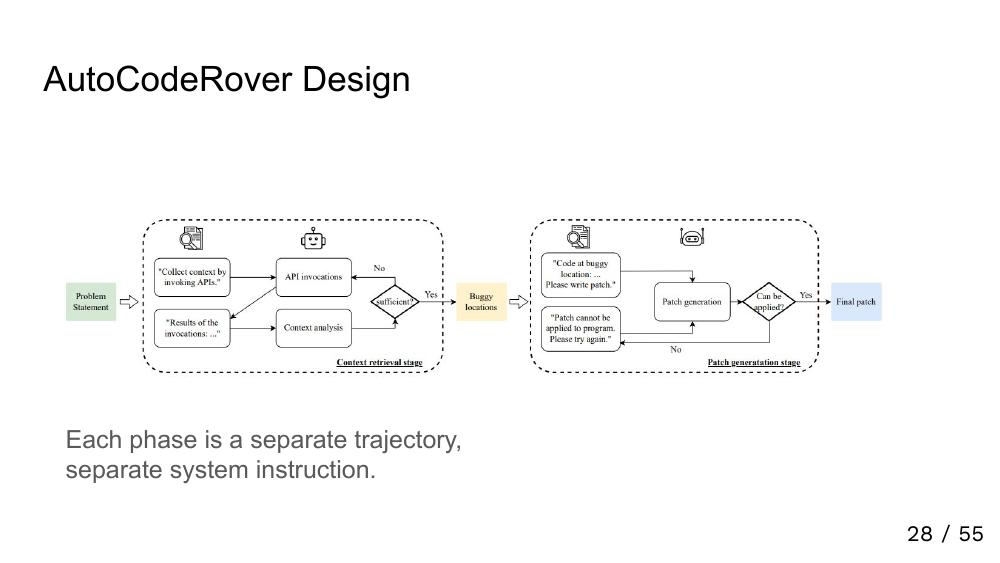 AutoCodeRover Design
Problem
Statement
"Collect context by
invoking APIs."
API invocations
"Results of the
invocations: ..."
Context analysis
No
sufficient?
Yes
Context retrieval stage
Buggy
locations
"Code at buggy
location: ...
Please write patch."
"Patch cannot be
applied to program.
Please try again."
Patch generation
Can be
applied?
Yes
No
Patch generatation stage
Final patch
Each phase is a separate trajectory,
separate system instruction.
28 / 55